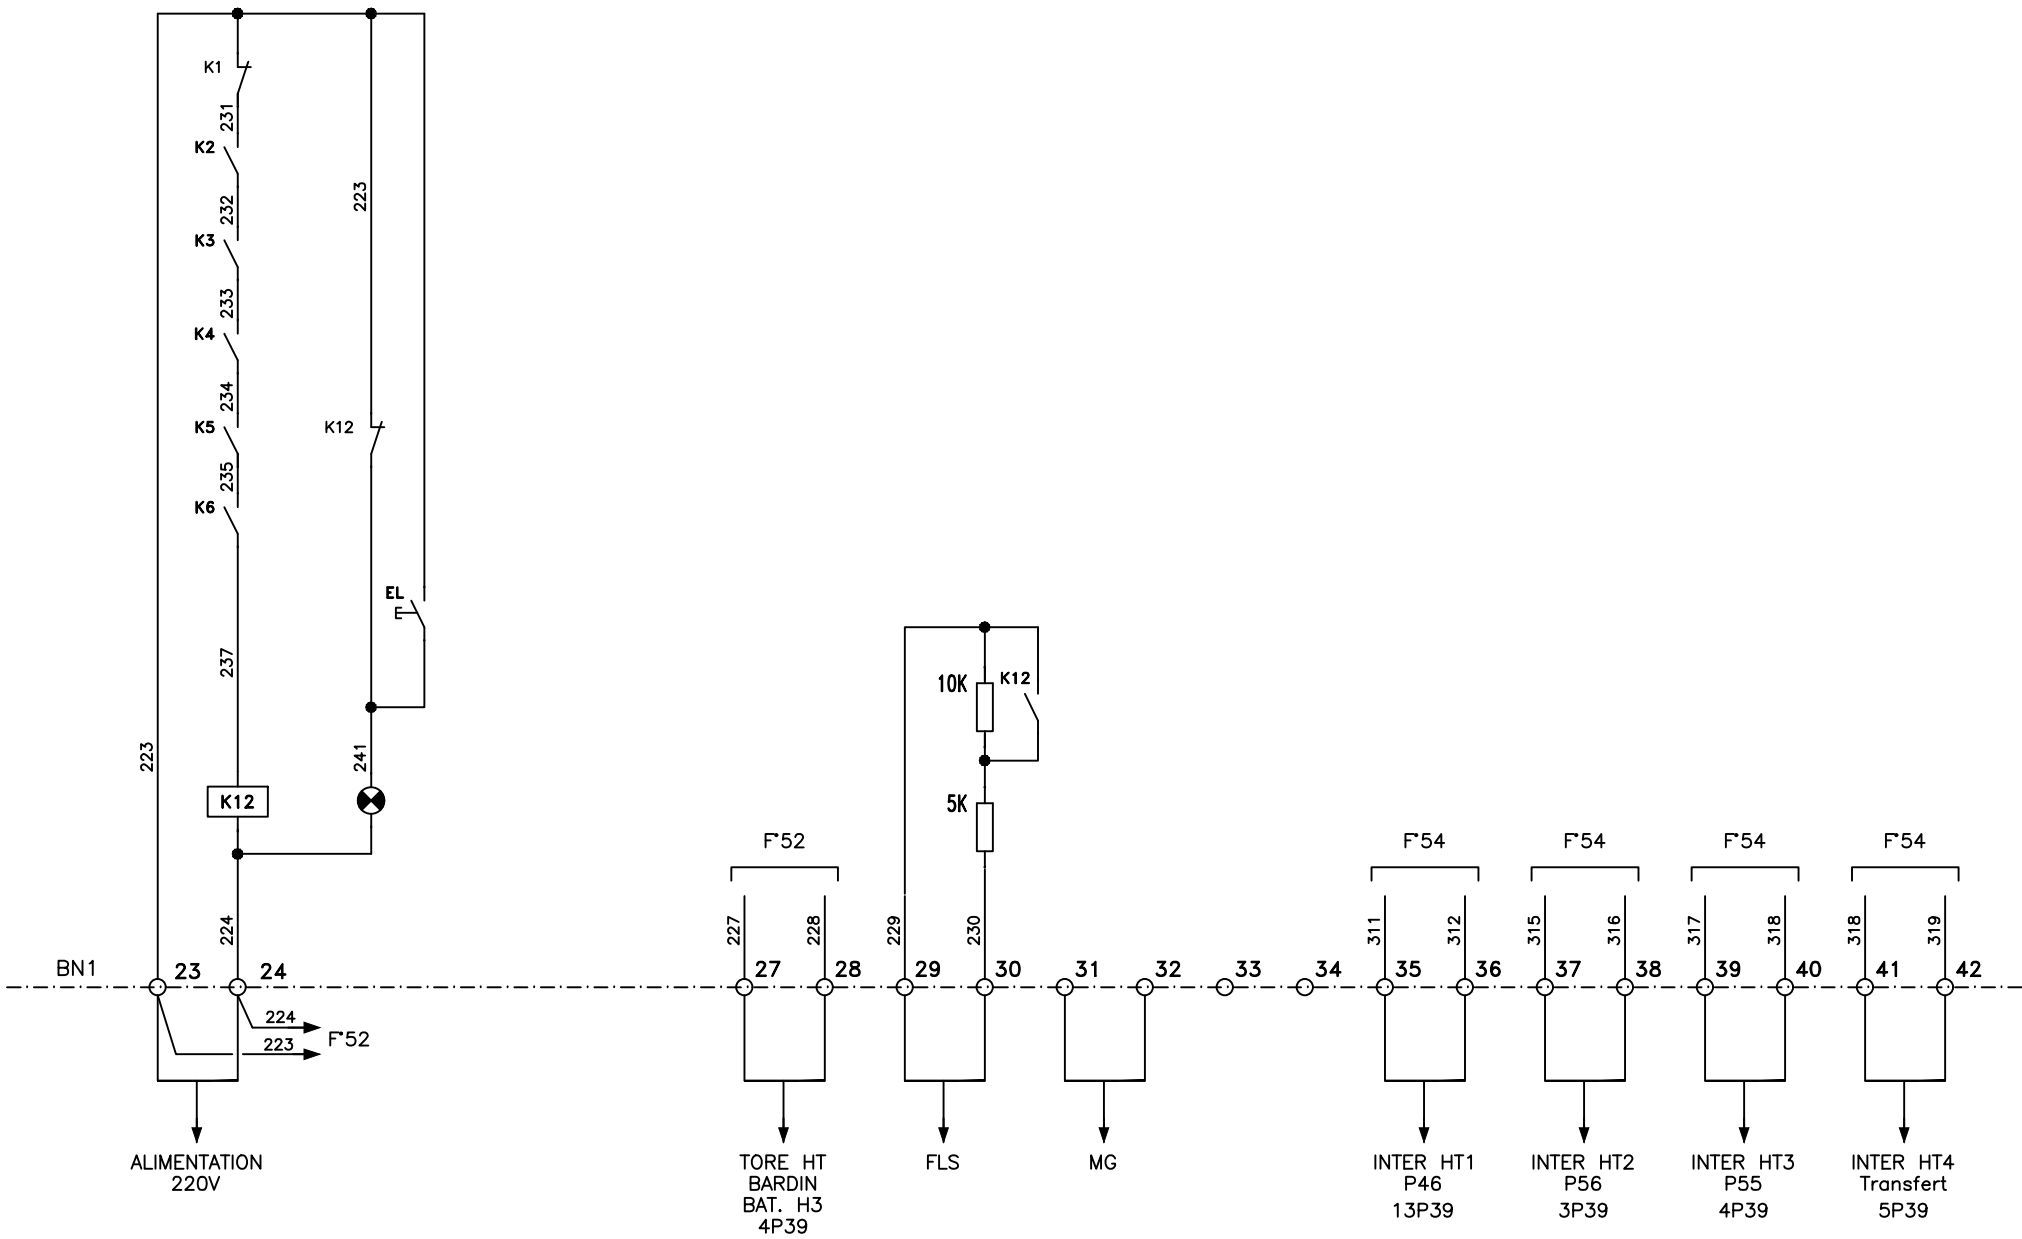 K1
231
K2
232
223
K3
233
K4
234
K5
K12
235
K6
EL
237
10K
K12
223
241
K12
5K
F°52
F°54
F°54
F°54
F°54
224
227
228
229
230
311
312
315
316
317
318
318
319
BN1
23
24
27
28
29
30
31
32
33
34
35
36
37
38
39
40
41
42
224
223
F°52
ALIMENTATION
220V
TORE HT
BARDIN
BAT. H3
4P39
FLS
MG
INTER HT1
P46
13P39
INTER HT2
P56
3P39
INTER HT3
P55
4P39
INTER HT4
Transfert
5P39